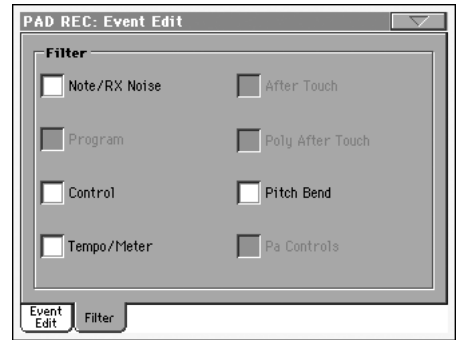 PAD REC: Event Edit
Filter
Note/RX Noise
After Touch
Program
Poly After Touch
Control
Pitch Bend
Tempo/Meter
Pa Controls
Event
Edit
Filter